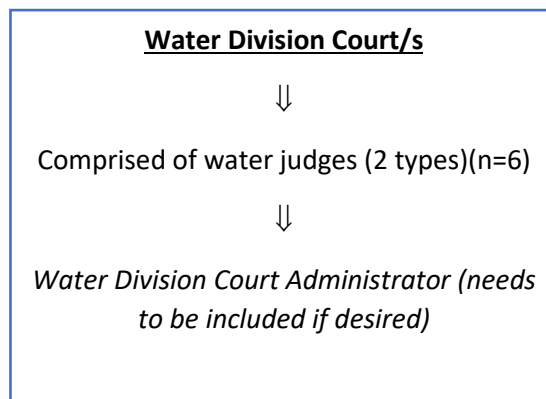 Water Division Court/s
⇓
Comprised of water judges (2 types)(n=6)
⇓
Water Division Court Administrator (needs
to be included if desired)